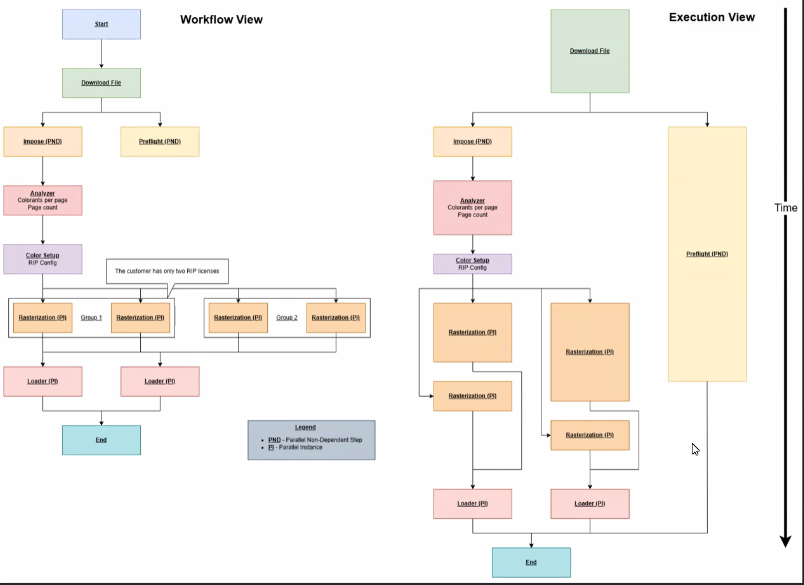 Workflow View
Start
Download File
Impose (PND)
Preflight (PND)
Analyzer
Colorants per page
Page count
Color Setup
RIP Config
The customer has only two RIP licenses
Rasterization (PI)
Group 1
Rasterization (PI)
Rasterization (PI)
Group 2
Rasterization (PI)
Loader (PI)
Loader (PI)
End
Legend
• PND - Parallel Non-Dependent Step
• PI - Parallel Instance
Execution View
Download File
Impose (PND)
Analyzer
Colorants per page
Page count
Color Setup
RIP Config
Preflight (PND)
Rasterization (PI)
Rasterization (PI)
Rasterization (PI)
Rasterization (PI)
Loader (PI)
Loader (PI)
End
Time